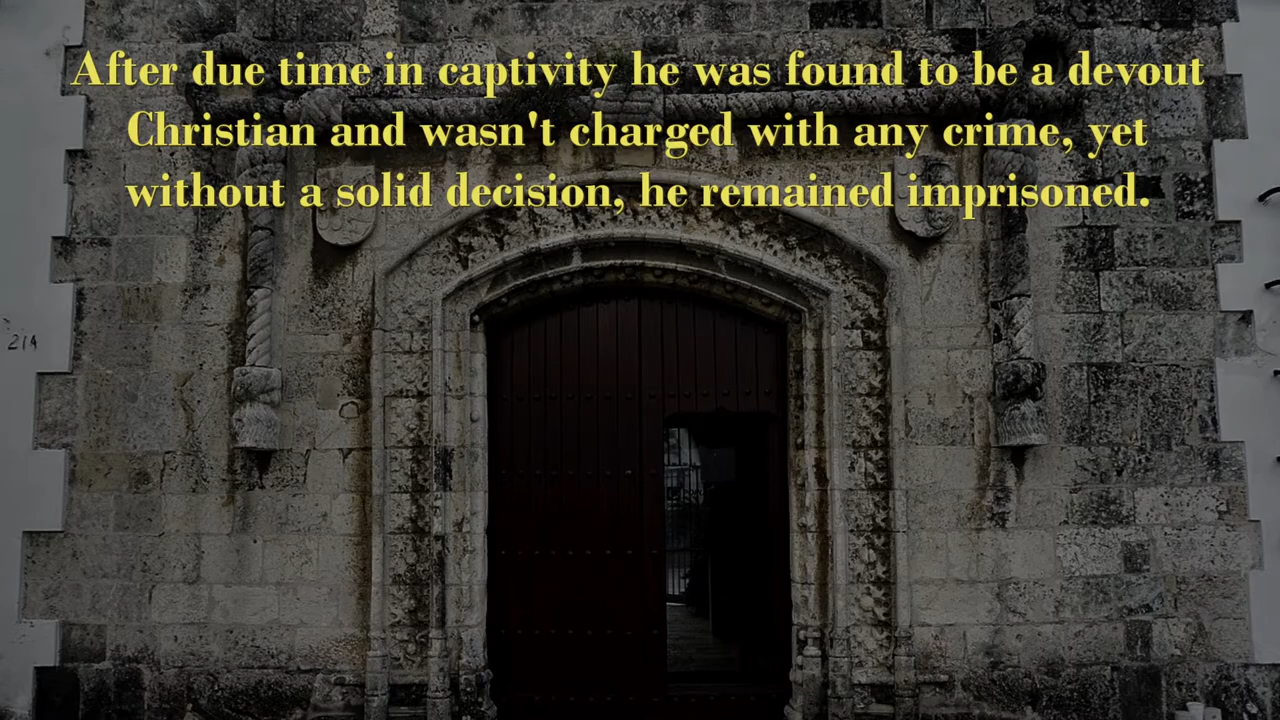 After due time in captivity he was found to be a devout
Christian and wasn't charged with any crime, yet
without a solid decision, he remained imprisoned.
214